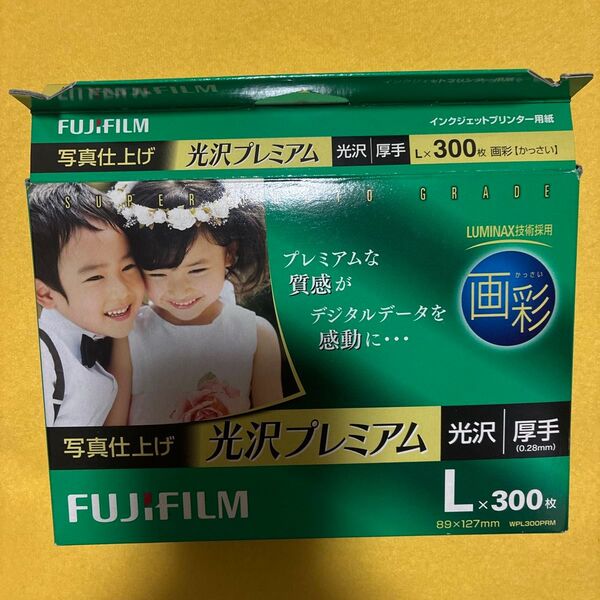 インクジェットプリンター用紙
FUJIFILM
写真仕上げ 光沢プレミアム 光沢 厚手 L×300枚 画彩【かっさい】
SUPER PHOTO GRADE
LUMINAX技術採用
かっさい
画彩
プレミアムな
質感が
デジタルデータを
感動に・・・
写真仕上げ 光沢プレミアム 光沢 厚手
(0.28mm)
FUJIFILM
L×300枚
89×127mm WPL300PRM